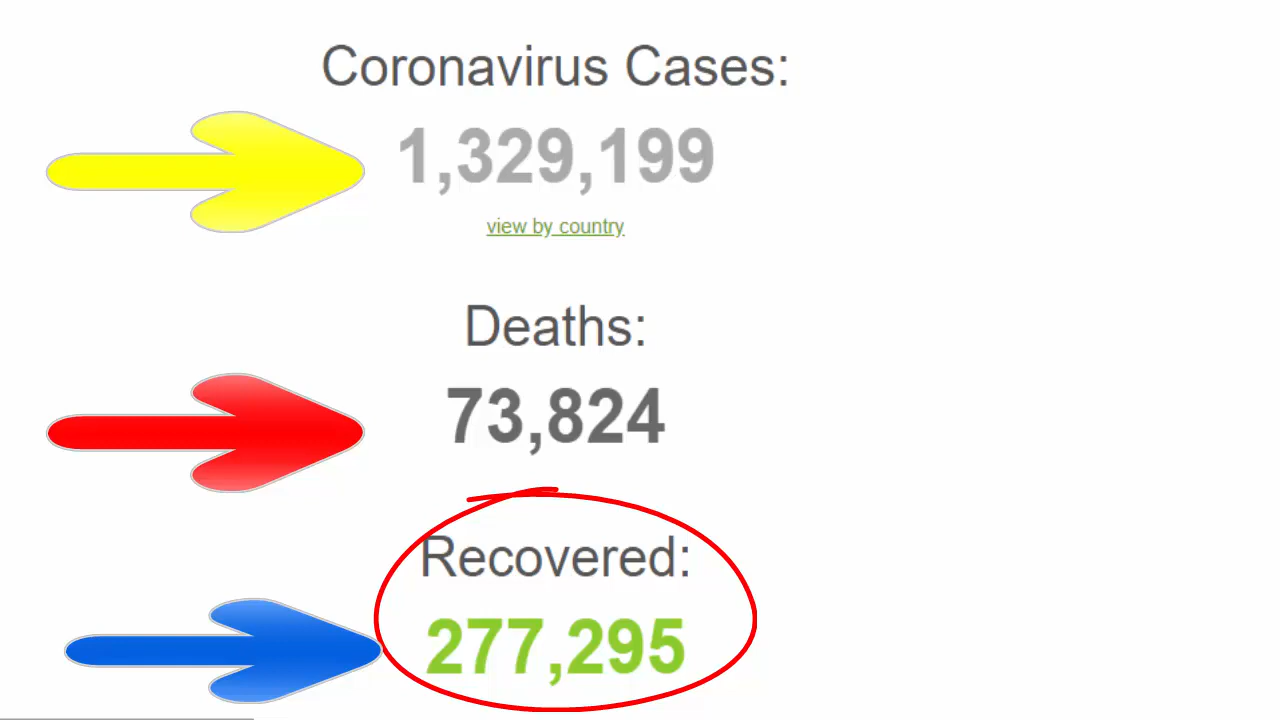 Coronavirus Cases:
1,329,199
view by country
Deaths:
73,824
Recovered:
277,295